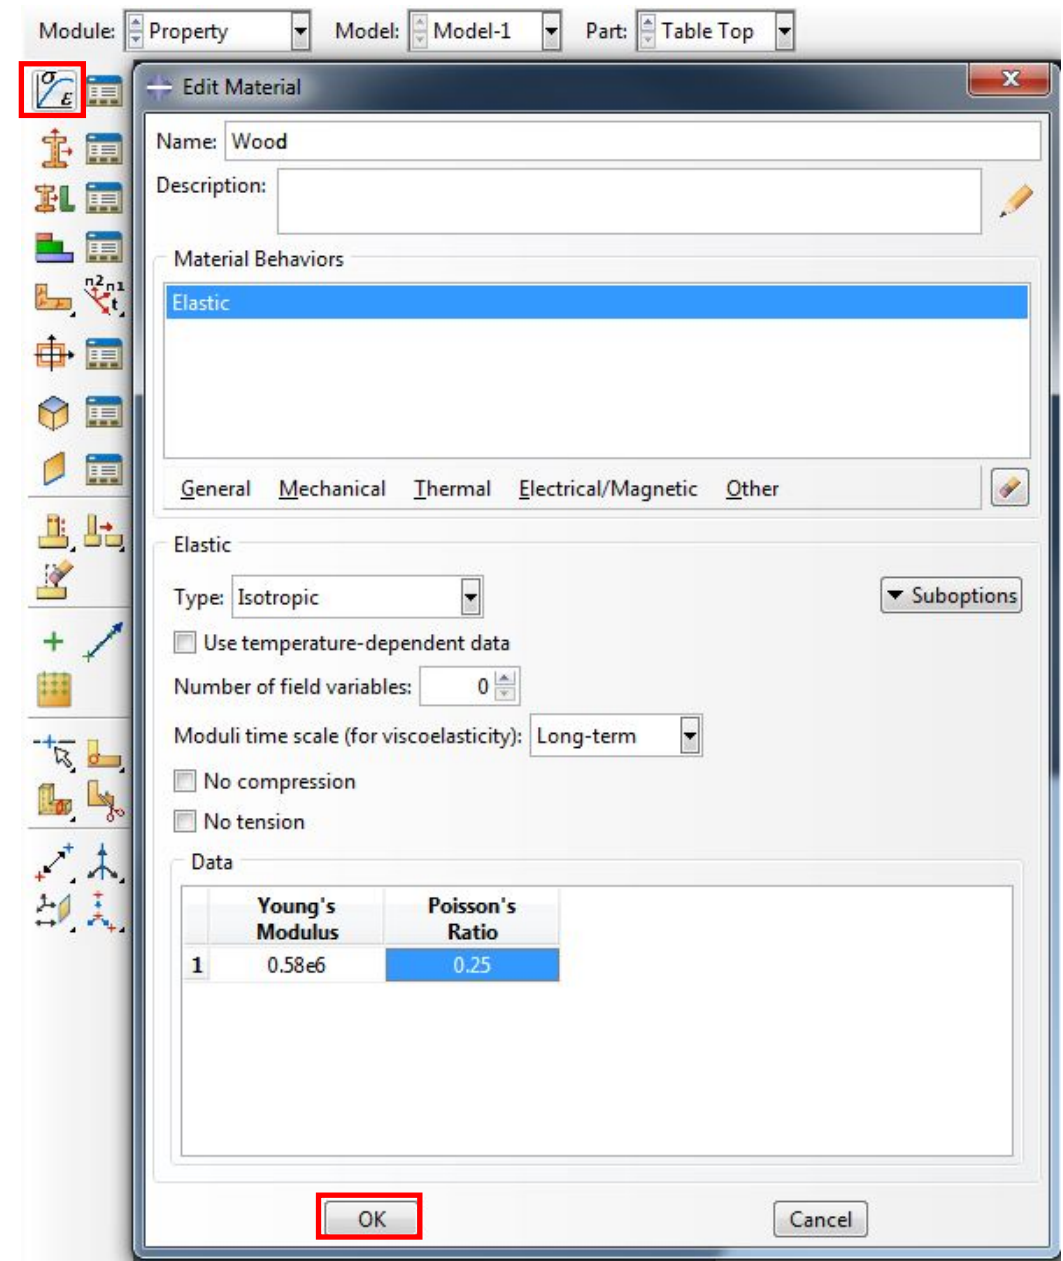 Module: Property Model: Model-1 Part: Table Top
σ ε
Edit Material
Name: Wood
Description:
Material Behaviors
n2 n1
t
Elastic
General Mechanical Thermal Electrical/Magnetic Other
Elastic
Type: Isotropic Suboptions
Use temperature-dependent data
Number of field variables: 0
Moduli time scale (for viscoelasticity): Long-term
No compression
No tension
Data
Young's Poisson's
Modulus Ratio
1 0.58e6 0.25
OK Cancel